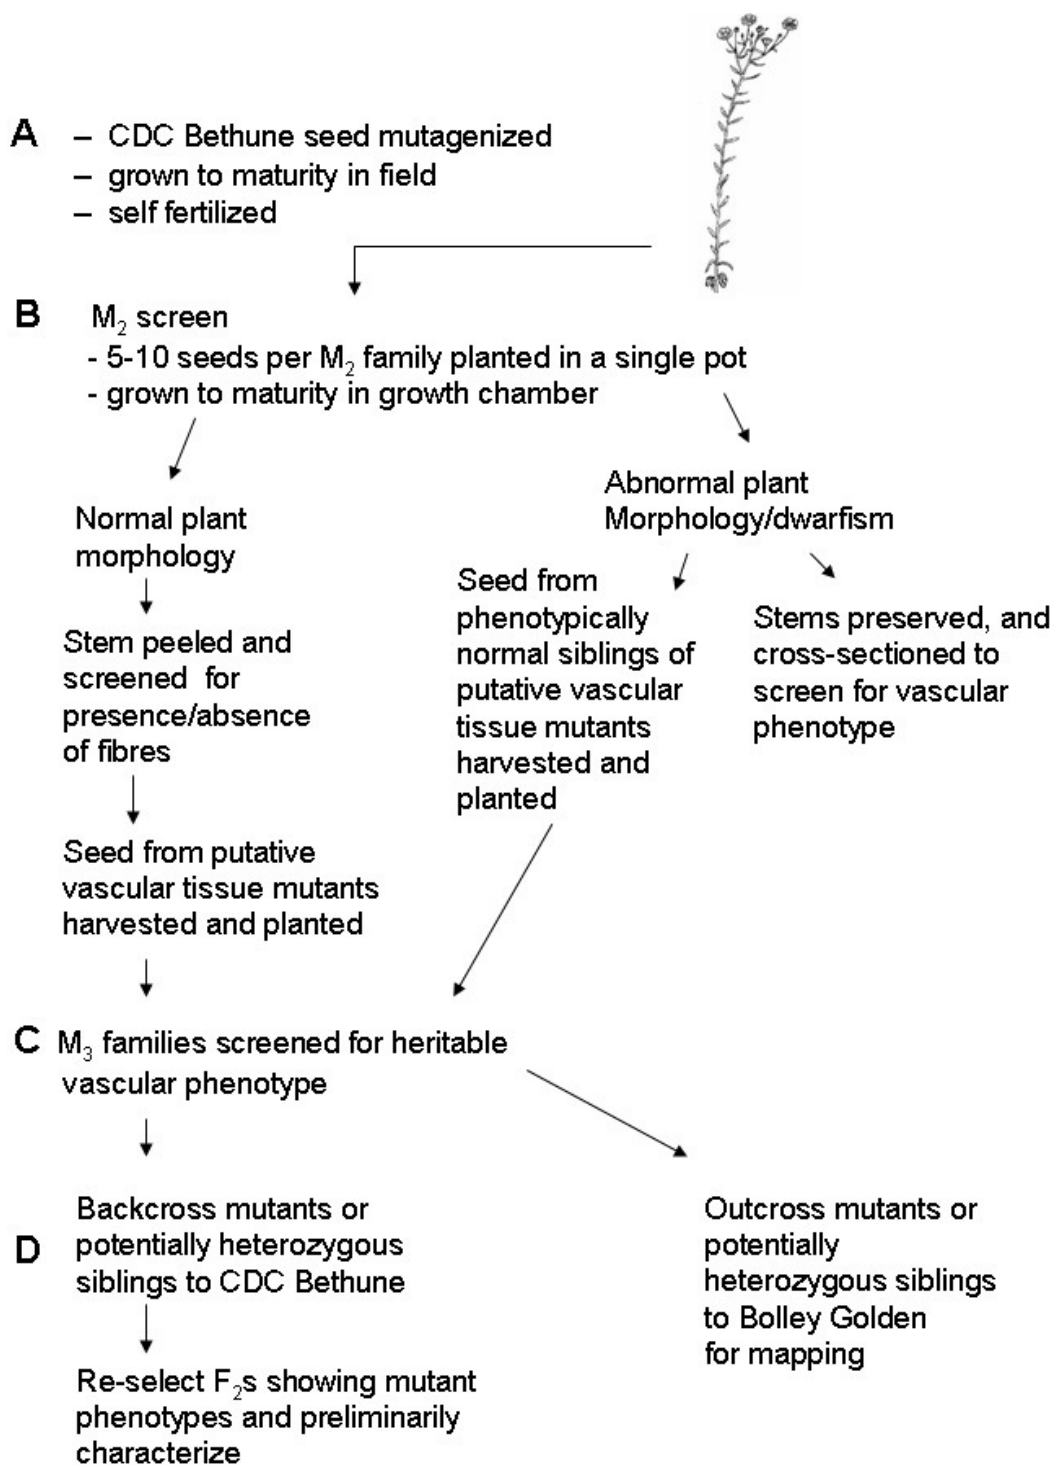 A
– CDC Bethune seed mutagenized
– grown to maturity in field
– self fertilized
B
M₂ screen
- 5-10 seeds per M₂ family planted in a single pot
- grown to maturity in growth chamber
Normal plant
morphology
Stem peeled and
screened for
presence/absence
of fibres
Seed from putative
vascular tissue mutants
harvested and planted
Abnormal plant
Morphology/dwarfism
Seed from
phenotypically
normal siblings of
putative vascular
tissue mutants
harvested and
planted
Stems preserved, and
cross-sectioned to
screen for vascular
phenotype
C
M₃ families screened for heritable
vascular phenotype
D
Backcross mutants or
potentially heterozygous
siblings to CDC Bethune
Re-select F₂s showing mutant
phenotypes and preliminarily
characterize
Outcross mutants or
potentially
heterozygous siblings
to Bolley Golden
for mapping